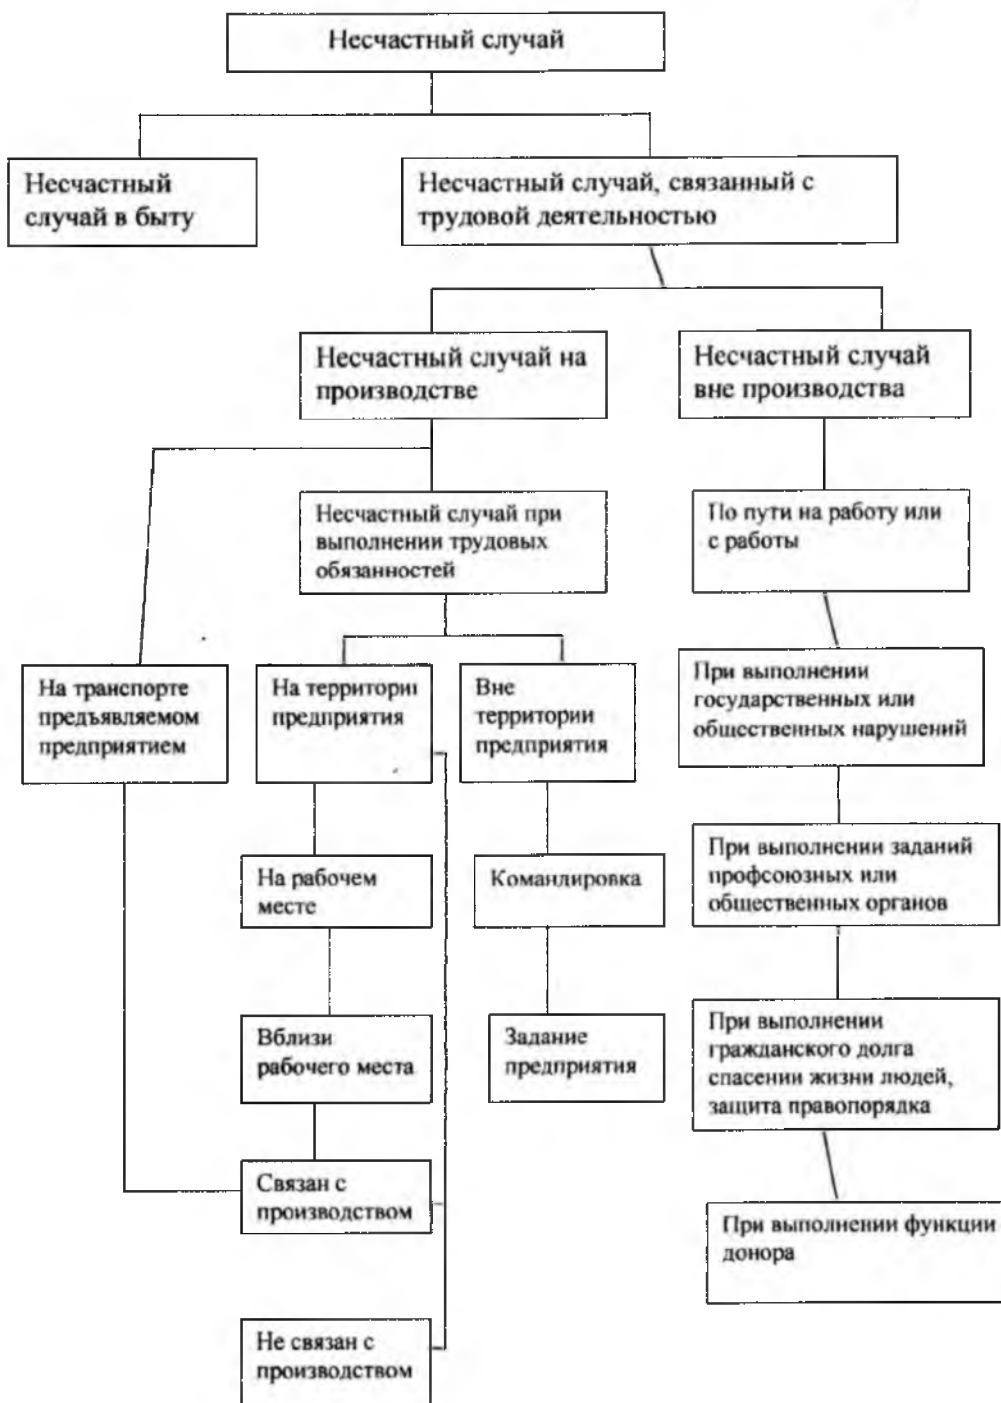 Несчастный случай
Несчастный
случай в быту
Несчастный случай, связанный с
трудовой деятельностью
Несчастный случай на
производстве
Несчастный случай
вне производства
Несчастный случай при
выполнении трудовых
обязанностей
По пути на работу или
с работы
На транспорте
предъявляемом
предприятием
На территории
предприятия
Вне
территории
предприятия
При выполнении
государственных или
общественных нарушений
На рабочем
месте
Командировка
При выполнении заданий
профсоюзных или
общественных органов
Вблизи
рабочего места
Задание
предприятия
При выполнении
гражданского долга
спасении жизни людей,
защита правопорядка
Связан с
производством
При выполнении функции
донора
Не связан с
производством